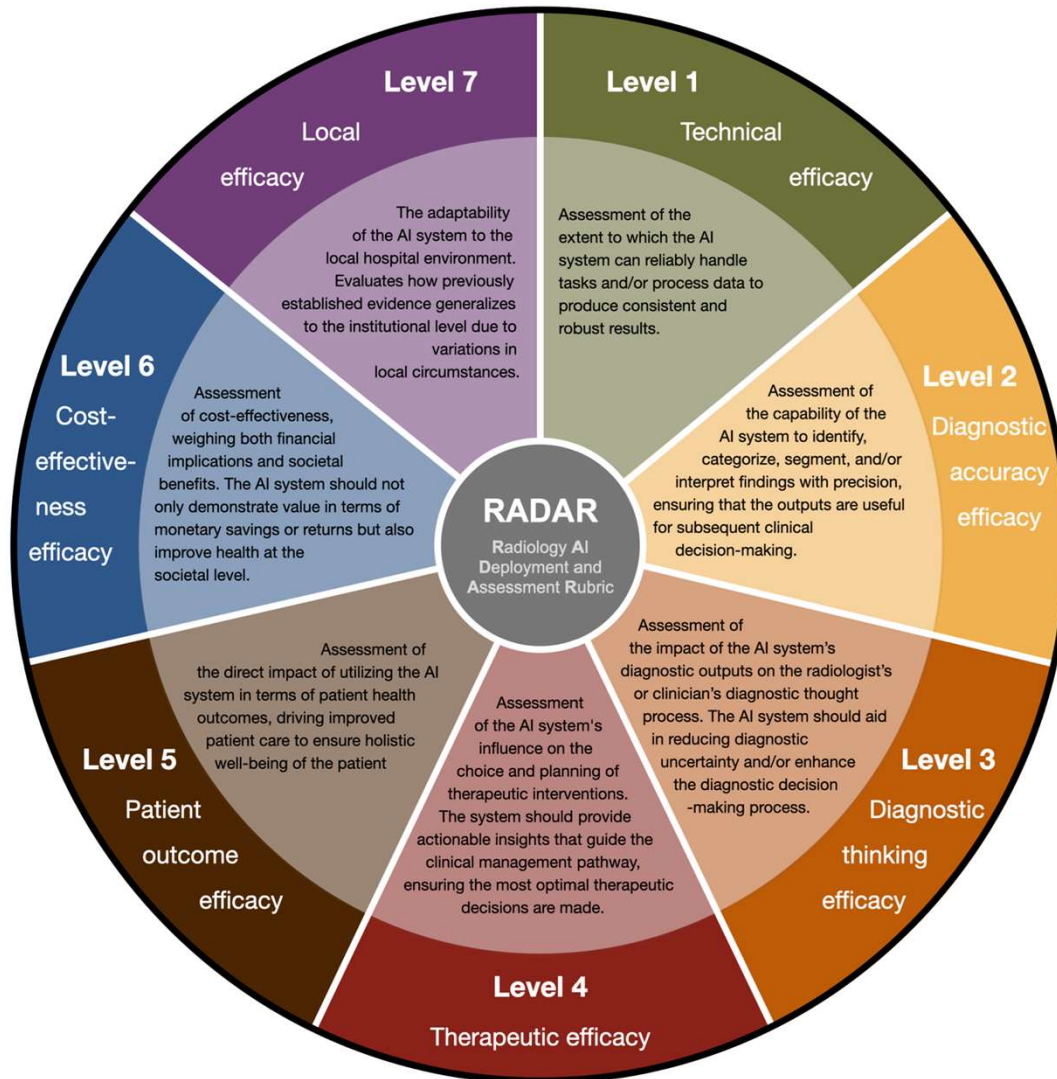 RADAR
Radiology AI
Deployment and
Assessment Rubric
Level 1
Technical
efficacy
Assessment of the
extent to which the AI
system can reliably handle
tasks and/or process data to
produce consistent and
robust results.
Level 2
Diagnostic
accuracy
efficacy
Assessment of
the capability of the
AI system to identify,
categorize, segment, and/or
interpret findings with precision,
ensuring that the outputs are useful
for subsequent clinical
decision-making.
Level 3
Diagnostic
thinking
efficacy
Assessment of
the impact of the AI system's
diagnostic outputs on the radiologist's
or clinician's diagnostic thought
process. The AI system should aid
in reducing diagnostic
uncertainty and/or enhance
the diagnostic decision
-making process.
Level 4
Therapeutic efficacy
Assessment
of the AI system's
influence on the
choice and planning of
therapeutic interventions.
The system should provide
actionable insights that guide the
clinical management pathway,
ensuring the most optimal therapeutic
decisions are made.
Level 5
Patient
outcome
efficacy
Assessment of
the direct impact of utilizing the AI
system in terms of patient health
outcomes, driving improved
patient care to ensure holistic
well-being of the patient
Level 6
Cost-
effective-
ness
efficacy
Assessment
of cost-effectiveness,
weighing both financial
implications and societal
benefits. The AI system should not
only demonstrate value in terms of
monetary savings or returns but also
improve health at the
societal level.
Level 7
Local
efficacy
The adaptability
of the AI system to the
local hospital environment.
Evaluates how previously
established evidence generalizes
to the institutional level due to
variations in
local circumstances.